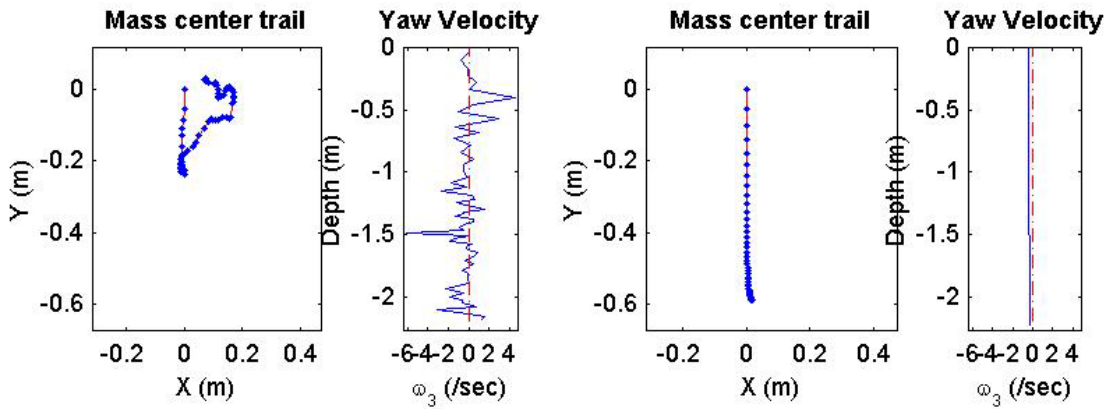 Mass center trail
Yaw Velocity
Mass center trail
Yaw Velocity
0
-0.2
-0.4
-0.6
Y (m)
-0.2 0 0.2 0.4
X (m)
0
-0.5
-1
-1.5
-2
Depth (m)
-6-4-2 0 2 4
ω_3 (/sec)
0
-0.2
-0.4
-0.6
Y (m)
-0.2 0 0.2 0.4
X (m)
0
-0.5
-1
-1.5
-2
Depth (m)
-6-4-2 0 2 4
ω_3 (/sec)